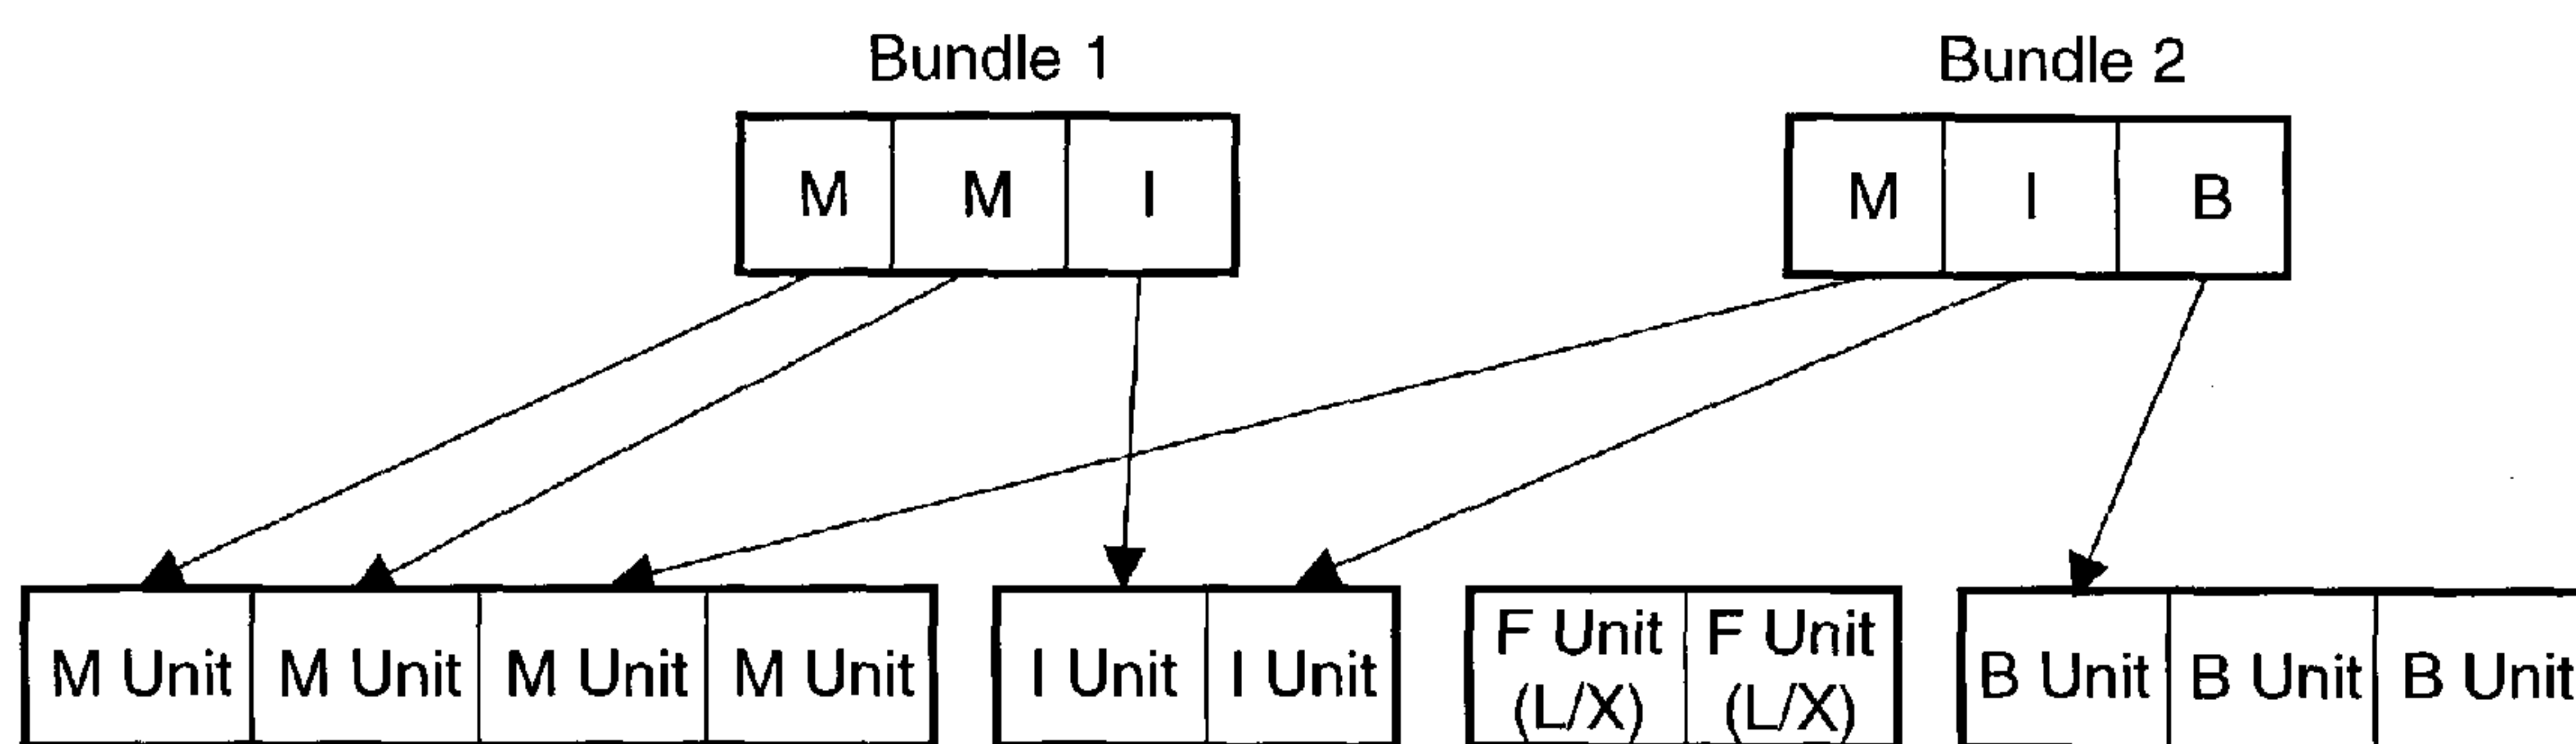 Bundle 1
Bundle 2
M M I
M I B
M Unit M Unit M Unit M Unit
I Unit I Unit
F Unit F Unit
(L/X) (L/X)
B Unit B Unit B Unit